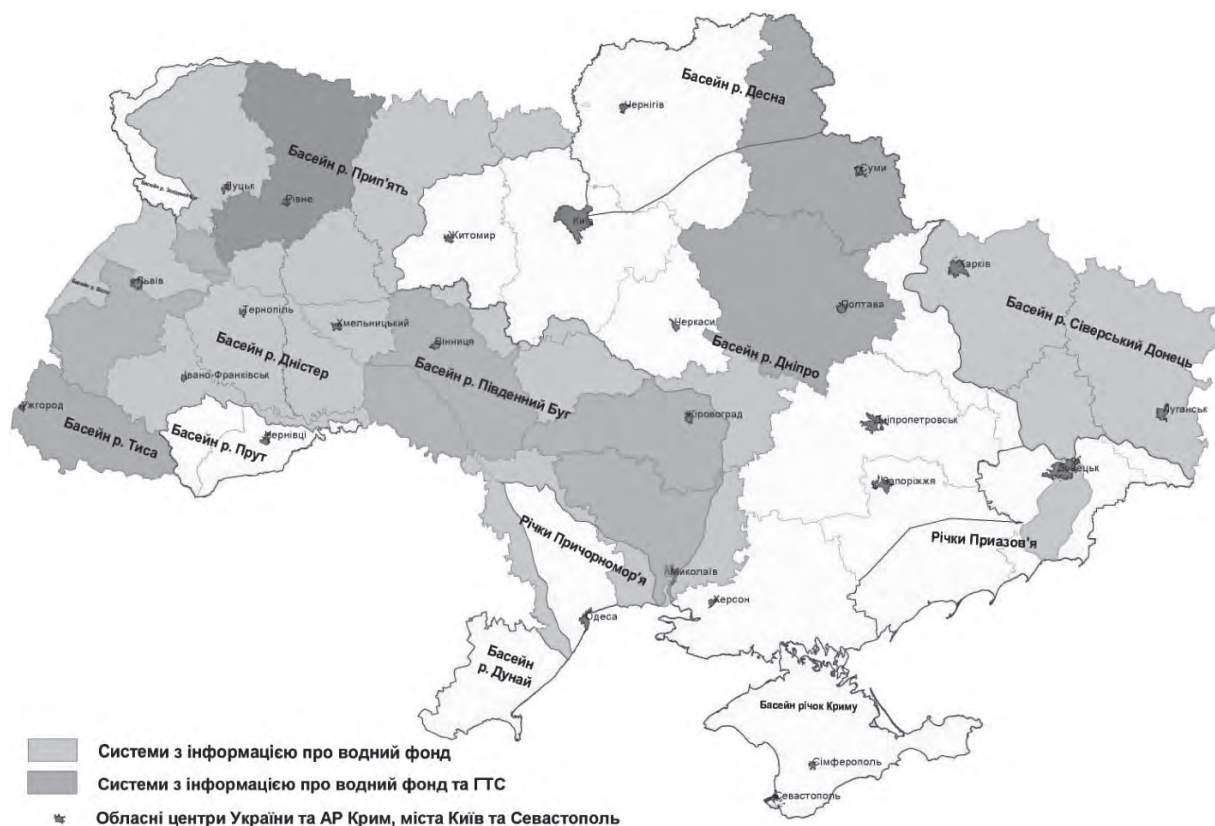 Басейн р. Десна
Чернігів
Суми
Басейн р. Прип'ять
Луцьк
Рівне
Київ
Житомир
Харків
Львів
Полтава
Тернопіль
Хмельницький
Черкаси
Басейн р. Сіверський Донець
Вінниця
Басейн р. Дністер
Басейн р. Дніпро
Івано-Франківськ
Басейн р. Південний Буг
Ужгород
Кіровоград
Луганськ
Басейн р. Тиса
Басейн р. Прут
Чернівці
Дніпропетровськ
Донецьк
Запоріжжя
Річки Причорномор'я
Річки Приазов'я
Миколаїв
Херсон
Одеса
Басейн
р. Дунай
Басейн річок Криму
Системи з інформацією про водний фонд
Сімферополь
Системи з інформацією про водний фонд та ГТС
Севастополь
Обласні центри України та АР Крим, міста Київ та Севастополь